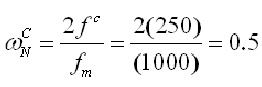 ω_N^C = 2f^c / f_m = 2(250) / (1000) = 0.5